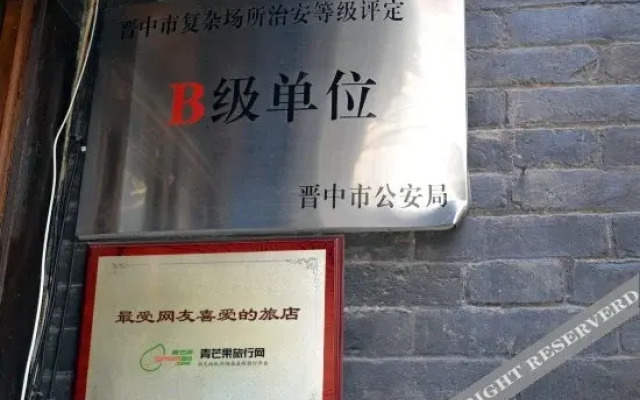 晋中市复杂场所治安等级评定
B级单位
晋中市公安局
最受网友喜爱的旅店
青芒果旅行网
RIGHT RESERVERD